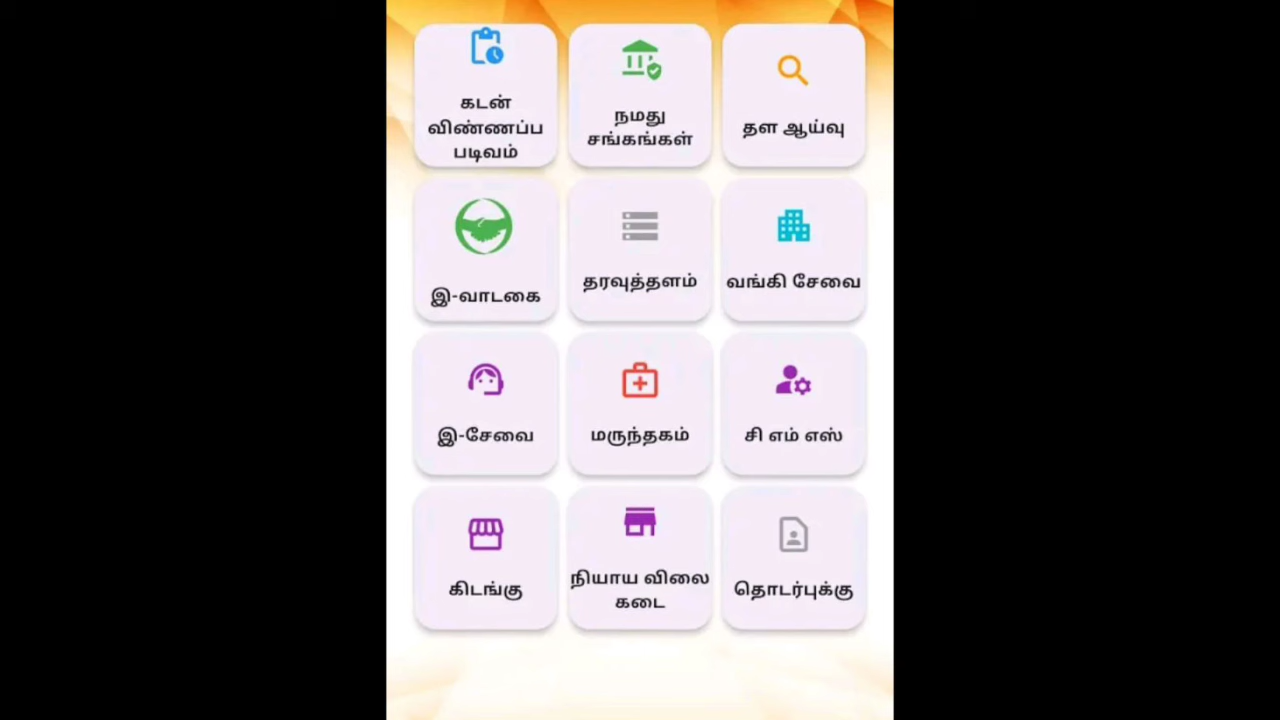 கடன்
விண்ணப்ப
படிவம்
நமது
சங்கங்கள்
தள ஆய்வு
இ-வாடகை
தரவுத்தளம்
வங்கி சேவை
இ-சேவை
மருந்தகம்
சி எம் எஸ்
கிடங்கு
நியாய விலை
கடை
தொடர்புக்கு